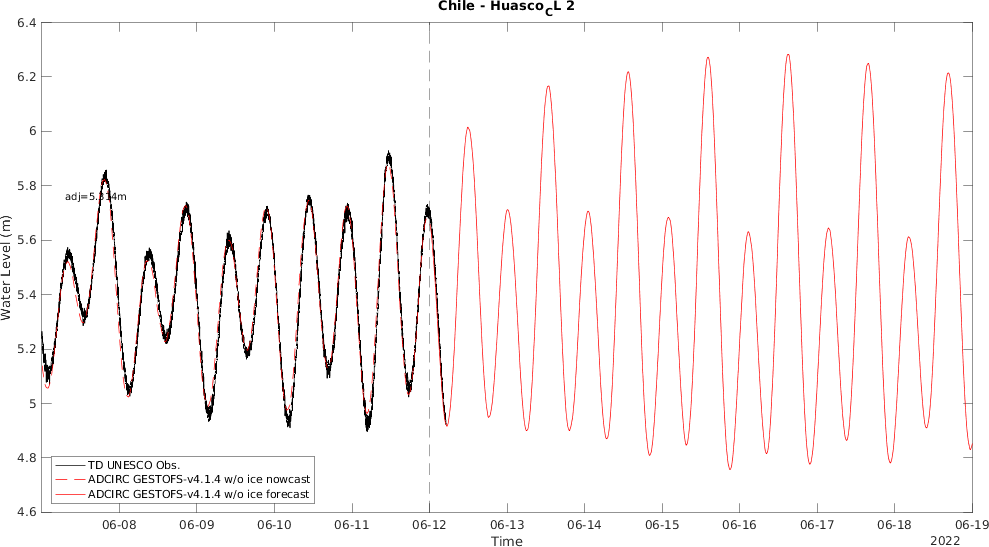 Chile - Huasco_CL 2
6.4
6.2
6
5.8
5.6
5.4
5.2
5
4.8
4.6
Water Level (m)
adj=5.314m
TD UNESCO Obs.
ADCIRC GESTOFS-v4.1.4 w/o ice nowcast
ADCIRC GESTOFS-v4.1.4 w/o ice forecast
06-08 06-09 06-10 06-11 06-12 06-13 06-14 06-15 06-16 06-17 06-18 06-19
Time
2022